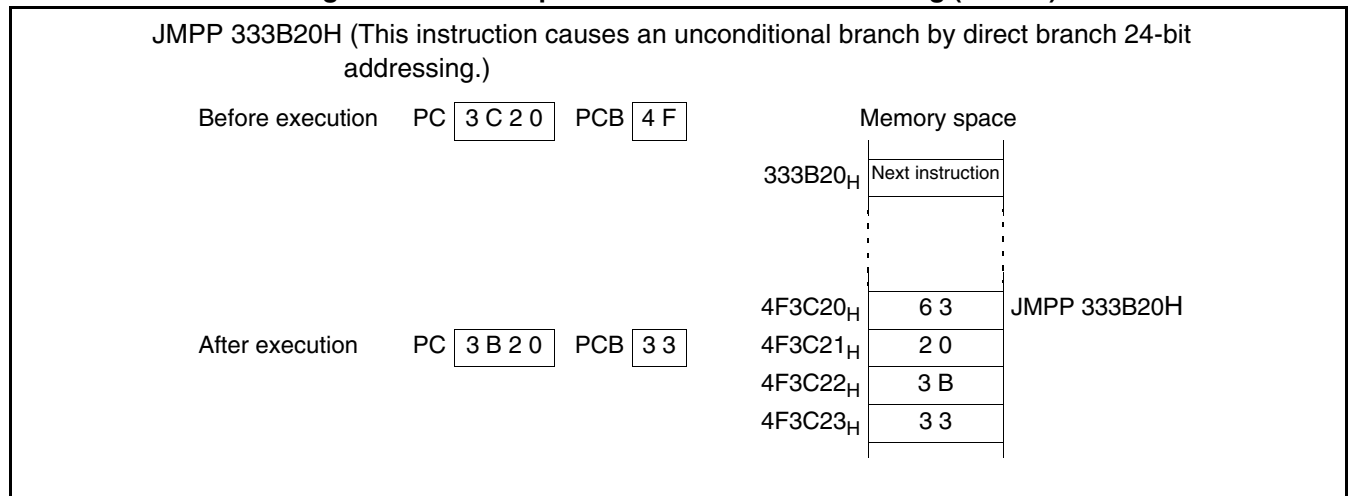 JMPP 333B20H (This instruction causes an unconditional branch by direct branch 24-bit
addressing.)
Before execution PC 3 C 2 0 PCB 4 F Memory space
333B20H Next instruction
4F3C20H 6 3 JMPP 333B20H
After execution PC 3 B 2 0 PCB 3 3 4F3C21H 2 0
4F3C22H 3 B
4F3C23H 3 3